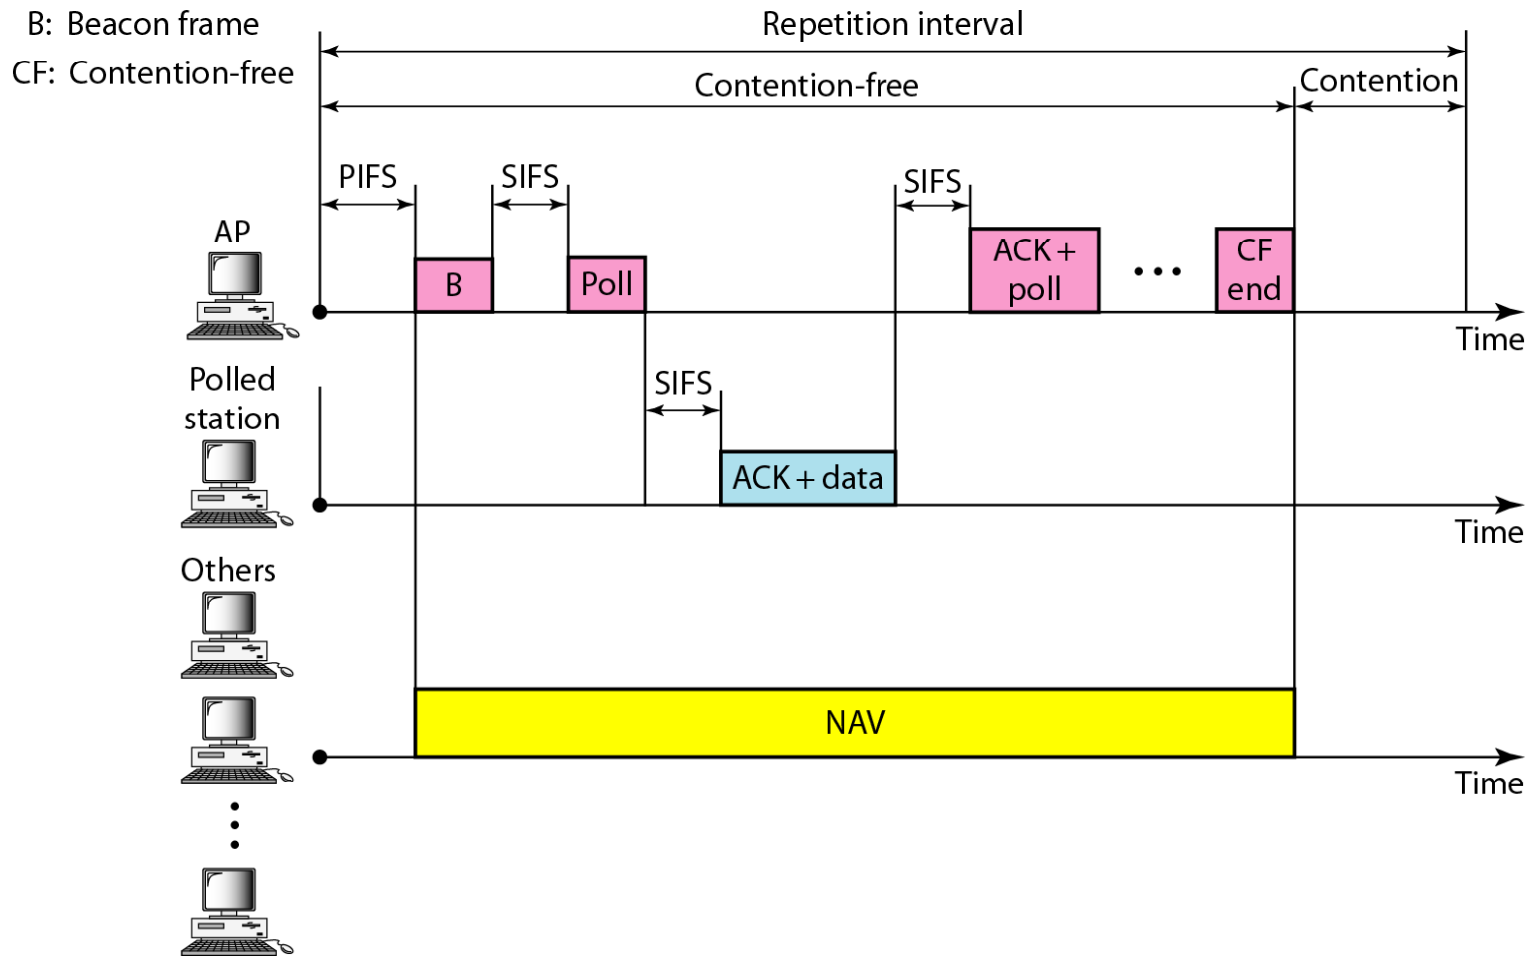 B: Beacon frame
Repetition interval
CF: Contention-free
Contention-free
Contention
PIFS
SIFS
SIFS
AP
B
Poll
ACK +
poll
CF
end
Time
Polled
station
SIFS
ACK + data
Time
Others
NAV
Time